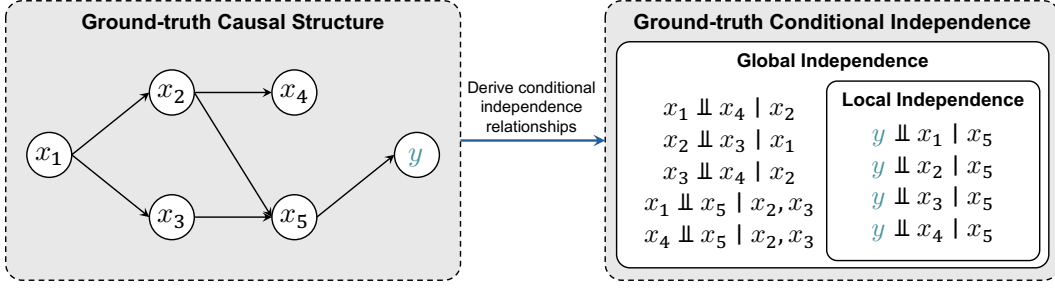 Ground-truth Causal Structure
x₁
x₂
x₃
x₄
x₅
y
Derive conditional
independence
relationships
Ground-truth Conditional Independence
Global Independence
x₁ ⫫ x₄ | x₂
x₂ ⫫ x₃ | x₁
x₃ ⫫ x₄ | x₂
x₁ ⫫ x₅ | x₂, x₃
x₄ ⫫ x₅ | x₂, x₃
Local Independence
y ⫫ x₁ | x₅
y ⫫ x₂ | x₅
y ⫫ x₃ | x₅
y ⫫ x₄ | x₅